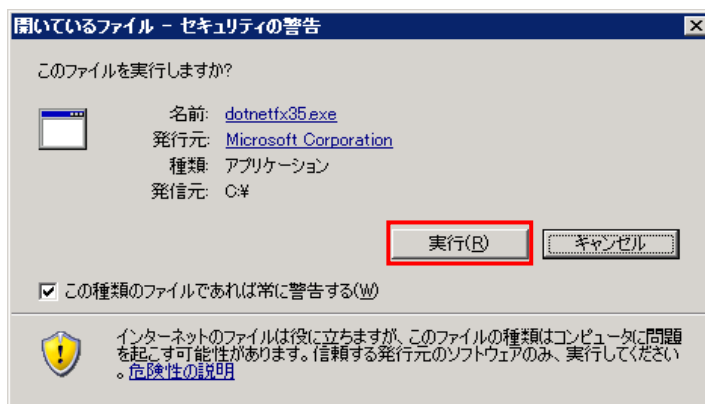 開いているファイル - セキュリティの警告
このファイルを実行しますか?
名前: dotnetfx35.exe
発行元: Microsoft Corporation
種類: アプリケーション
発信元: C:¥
実行(R) キャンセル
この種類のファイルであれば常に警告する(W)
インターネットのファイルは役に立ちますが、このファイルの種類はコンピュータに問題
を起こす可能性があります。信頼する発行元のソフトウェアのみ、実行してください
。危険性の説明